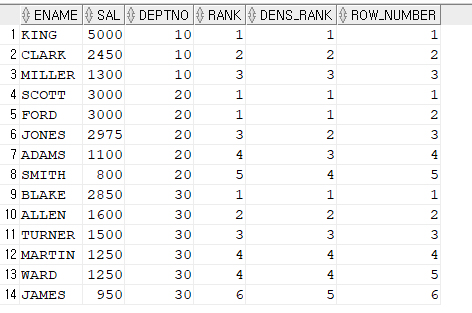 ENAME SAL DEPTNO RANK DENS_RANK ROW_NUMBER
1 KING 5000 10 1 1 1
2 CLARK 2450 10 2 2 2
3 MILLER 1300 10 3 3 3
4 SCOTT 3000 20 1 1 1
5 FORD 3000 20 1 1 2
6 JONES 2975 20 3 2 3
7 ADAMS 1100 20 4 3 4
8 SMITH 800 20 5 4 5
9 BLAKE 2850 30 1 1 1
10 ALLEN 1600 30 2 2 2
11 TURNER 1500 30 3 3 3
12 MARTIN 1250 30 4 4 4
13 WARD 1250 30 4 4 5
14 JAMES 950 30 6 5 6